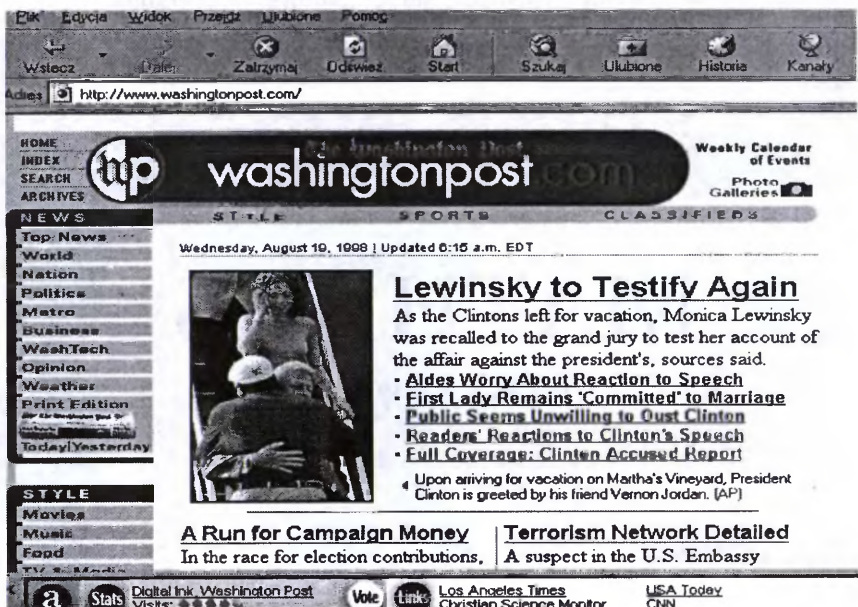 Plik Edycja Widok Przejdź Ulubione Pomoc
Wstecz Dalej Zatrzymaj Odśwież Start Szukaj Ulubione Historia Kanały
Adres http://www.washingtonpost.com/
HOME
INDEX
SEARCH
ARCHIVES
wp
washingtonpost.com
Weekly Calendar
of Events
Photo
Galleries
NEWS
STYLE SPORTS CLASSIFIEDS
Top News
World
Nation
Politics
Metro
Business
WashTech
Opinion
Weather
Print Edition
Today|Yesterday
STYLE
Movies
Music
Food
TV & Media
Wednesday, August 19, 1998 | Updated 6:15 a.m. EDT
Lewinsky to Testify Again
As the Clintons left for vacation, Monica Lewinsky
was recalled to the grand jury to test her account of
the affair against the president's, sources said.
- Aides Worry About Reaction to Speech
- First Lady Remains 'Committed' to Marriage
- Public Seems Unwilling to Oust Clinton
- Readers' Reactions to Clinton's Speech
- Full Coverage: Clinton Accused Report
Upon arriving for vacation on Martha's Vineyard, President
Clinton is greeted by his friend Vernon Jordan. (AP)
A Run for Campaign Money
In the race for election contributions,
Terrorism Network Detailed
A suspect in the U.S. Embassy
a Stats Digital Ink Washington Post Vote Links Los Angeles Times USA Today
Visits: Christian Science Monitor CNN